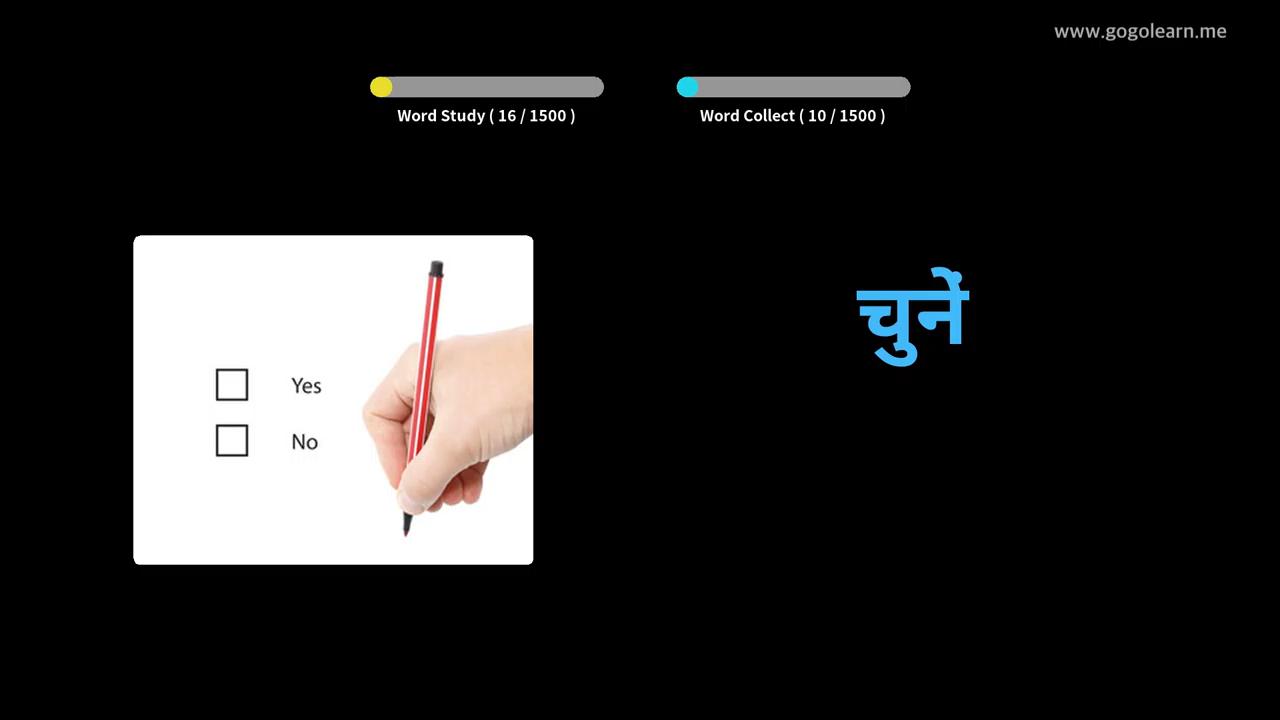 www.gogolearn.me
Word Study ( 16 / 1500 )
Word Collect ( 10 / 1500 )
Yes
No
चुनें